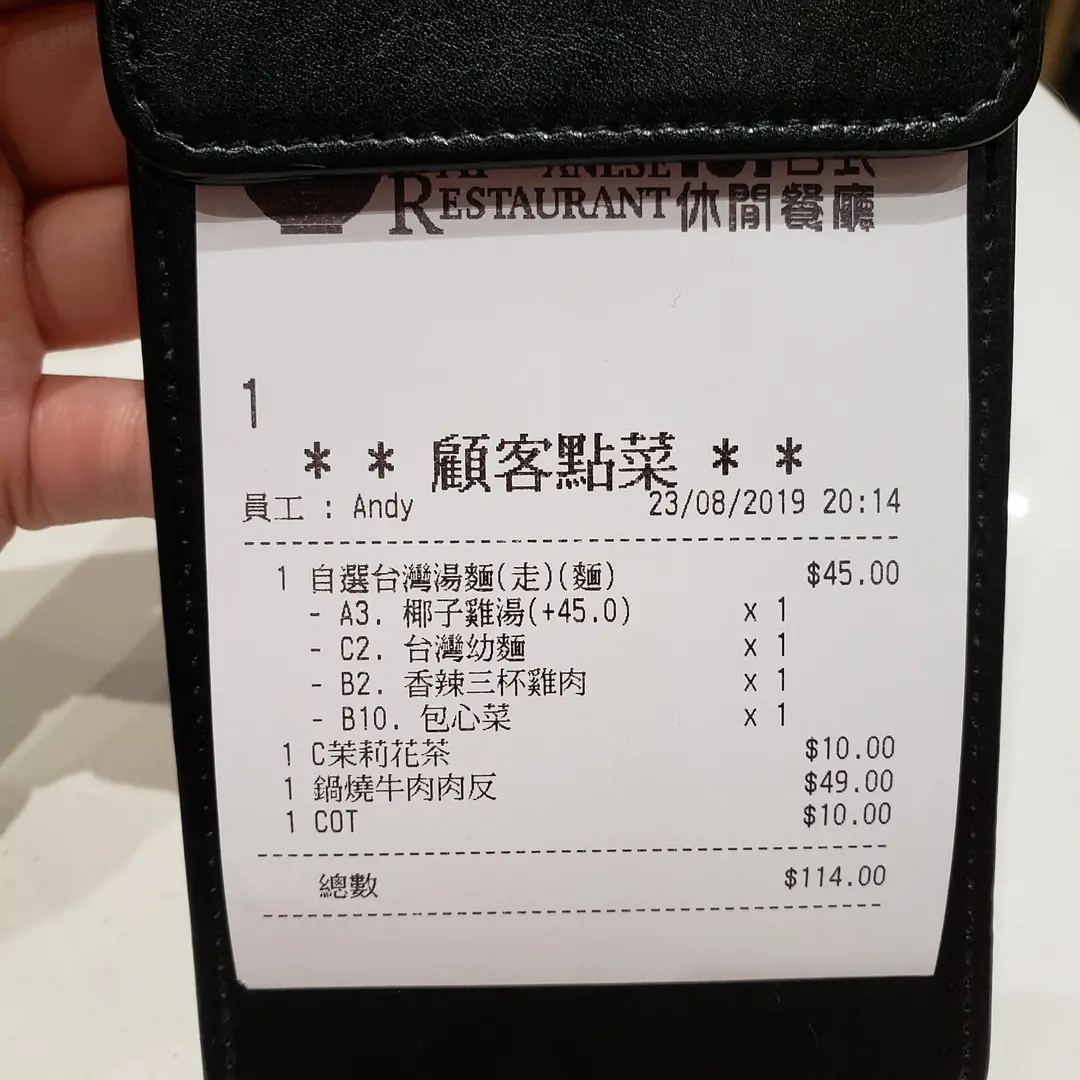 RESTAURANT 休閒餐廳
1
* * 顧客點菜 * *
員工 : Andy 23/08/2019 20:14
1 自選台灣湯麵(走)(麵) $45.00
- A3. 椰子雞湯(+45.0) x 1
- C2. 台灣幼麵 x 1
- B2. 香辣三杯雞肉 x 1
- B10. 包心菜 x 1
1 C茉莉花茶 $10.00
1 鍋燒牛肉肉反 $49.00
1 COT $10.00
總數 $114.00